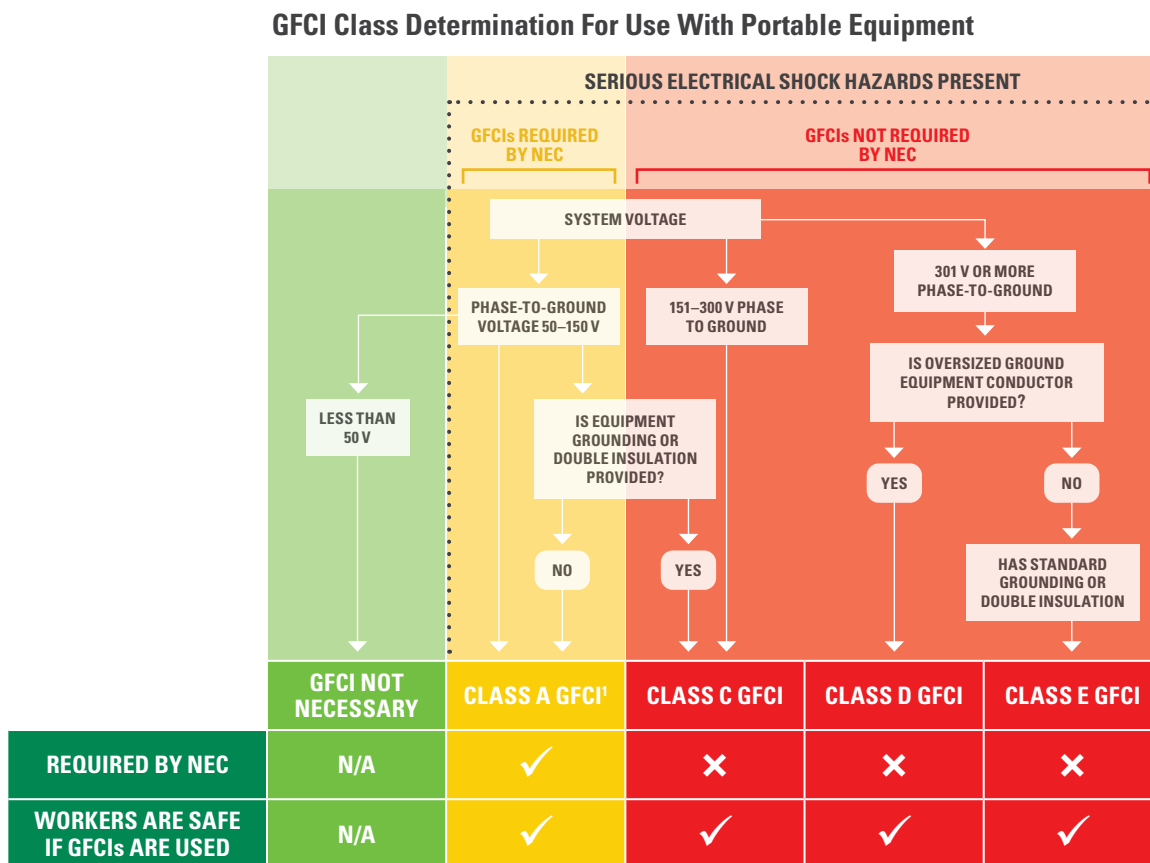 GFCI Class Determination For Use With Portable Equipment
SERIOUS ELECTRICAL SHOCK HAZARDS PRESENT
GFCIs REQUIRED
BY NEC
GFCIs NOT REQUIRED
BY NEC
SYSTEM VOLTAGE
301 V OR MORE
PHASE-TO-GROUND
PHASE-TO-GROUND
VOLTAGE 50–150 V
151–300 V PHASE
TO GROUND
IS OVERSIZED GROUND
EQUIPMENT CONDUCTOR
PROVIDED?
LESS THAN
50 V
IS EQUIPMENT
GROUNDING OR
DOUBLE INSULATION
PROVIDED?
YES
NO
NO
YES
HAS STANDARD
GROUNDING OR
DOUBLE INSULATION
GFCI NOT
NECESSARY
CLASS A GFCI¹
CLASS C GFCI
CLASS D GFCI
CLASS E GFCI
REQUIRED BY NEC
N/A
WORKERS ARE SAFE
IF GFCIs ARE USED
N/A